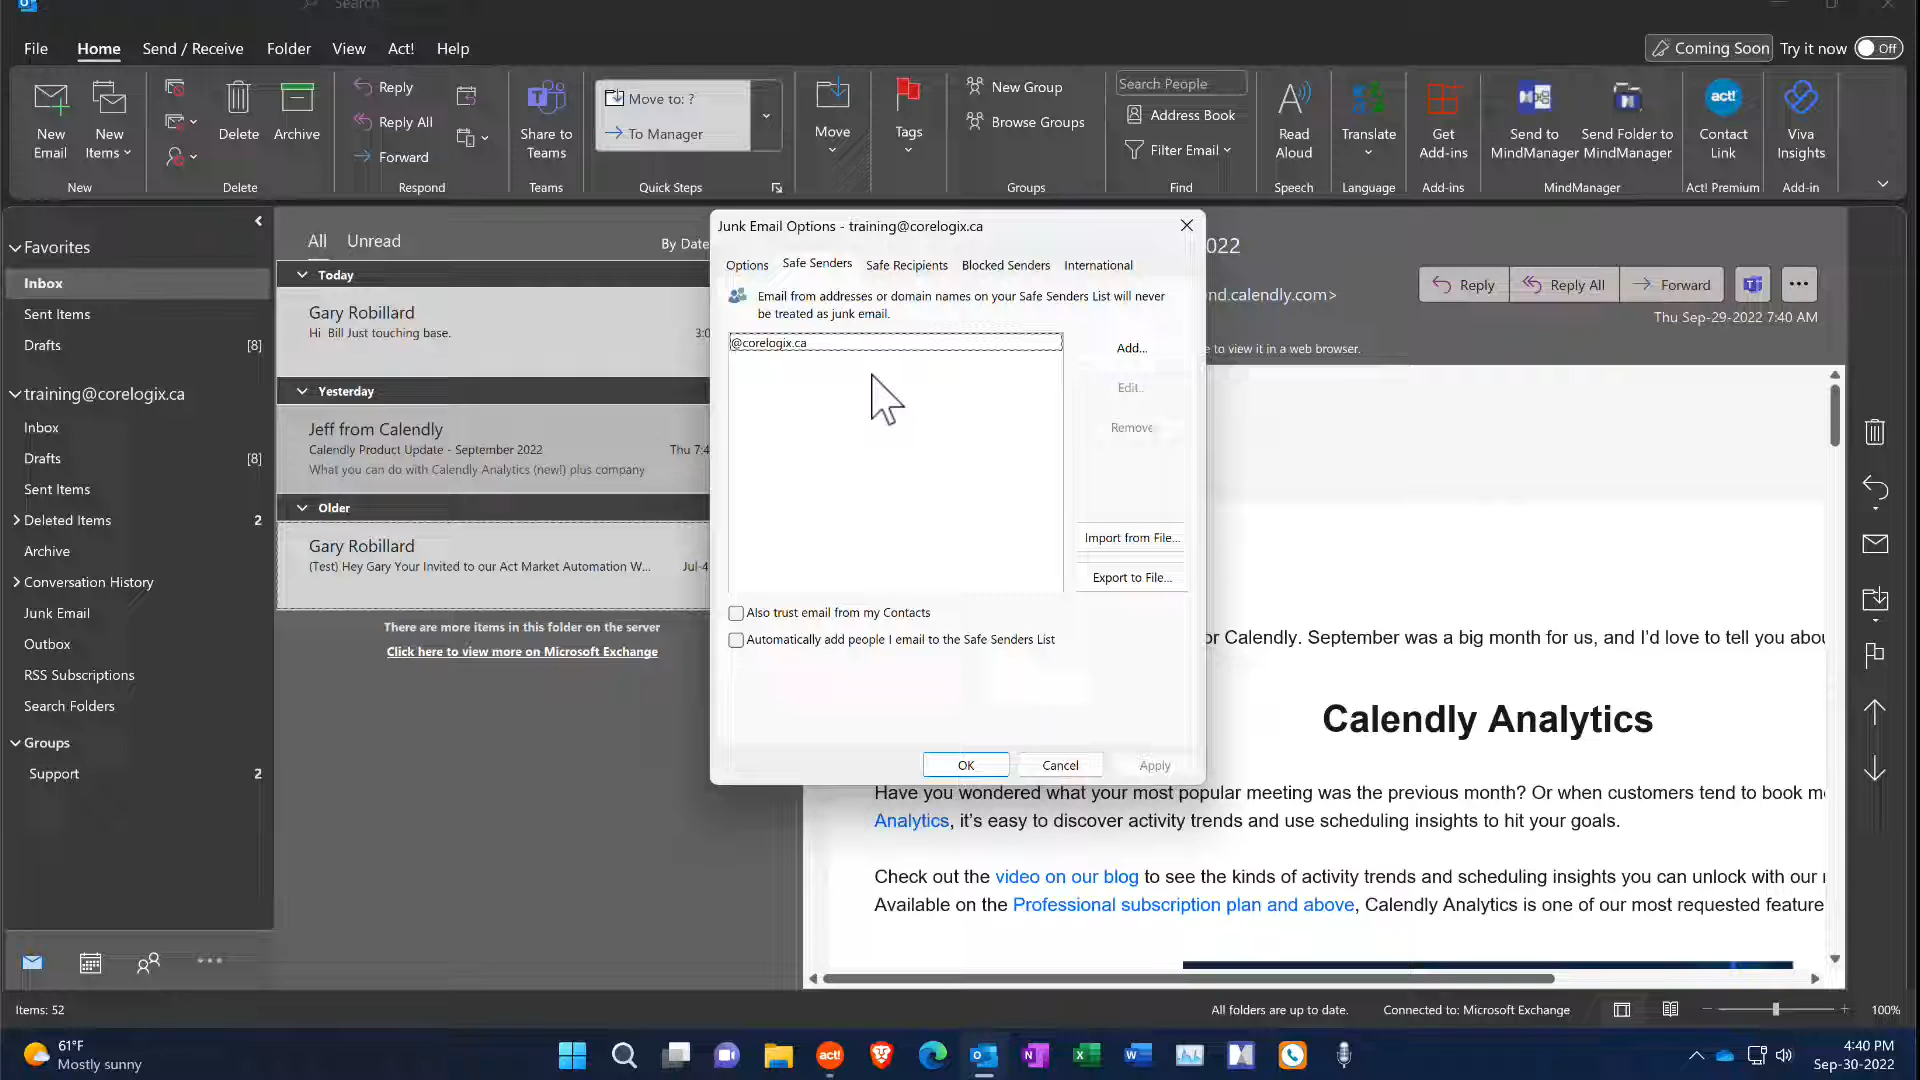 Search
File
Home
Send / Receive
Folder
View
Act!
Help
Coming Soon
Try it now
Off
New
Email
New
Items
New
Delete
Archive
Delete
Reply
Reply All
Forward
Respond
Share to
Teams
Teams
Move to: ?
To Manager
Quick Steps
Move
Tags
New Group
Browse Groups
Groups
Search People
Address Book
Filter Email
Find
Read
Aloud
Speech
Translate
Language
Get
Add-ins
Add-ins
Send to
MindManager
Send Folder to
MindManager
MindManager
act!
Contact
Link
Act! Premium
Viva
Insights
Add-in
Favorites
Inbox
Sent Items
Drafts [8]
training@corelogix.ca
Inbox
Drafts [8]
Sent Items
Deleted Items 2
Archive
Conversation History
Junk Email
Outbox
RSS Subscriptions
Search Folders
Groups
Support 2
All Unread By Date
Today
Gary Robillard
Hi Bill Just touching base. 3:0
Yesterday
Jeff from Calendly
Calendly Product Update - September 2022 Thu 7:4
What you can do with Calendly Analytics (new!) plus company
Older
Gary Robillard
(Test) Hey Gary Your Invited to our Act Market Automation W... Jul-4
There are more items in this folder on the server
Click here to view more on Microsoft Exchange
Junk Email Options - training@corelogix.ca
Options Safe Senders Safe Recipients Blocked Senders International
Email from addresses or domain names on your Safe Senders List will never
be treated as junk email.
@corelogix.ca
Add...
Edit..
Remove
Import from File...
Export to File...
Also trust email from my Contacts
Automatically add people I email to the Safe Senders List
OK Cancel Apply
022
nd.calendly.com>
Reply
Reply All
Forward
Thu Sep-29-2022 7:40 AM
e to view it in a web browser.
or Calendly. September was a big month for us, and I'd love to tell you abou
Calendly Analytics
Have you wondered what your most popular meeting was the previous month? Or when customers tend to book m
Analytics, it's easy to discover activity trends and use scheduling insights to hit your goals.
Check out the video on our blog to see the kinds of activity trends and scheduling insights you can unlock with our
Available on the Professional subscription plan and above, Calendly Analytics is one of our most requested feature
Items: 52
All folders are up to date.
Connected to: Microsoft Exchange
100%
61°F
Mostly sunny
act!
4:40 PM
Sep-30-2022